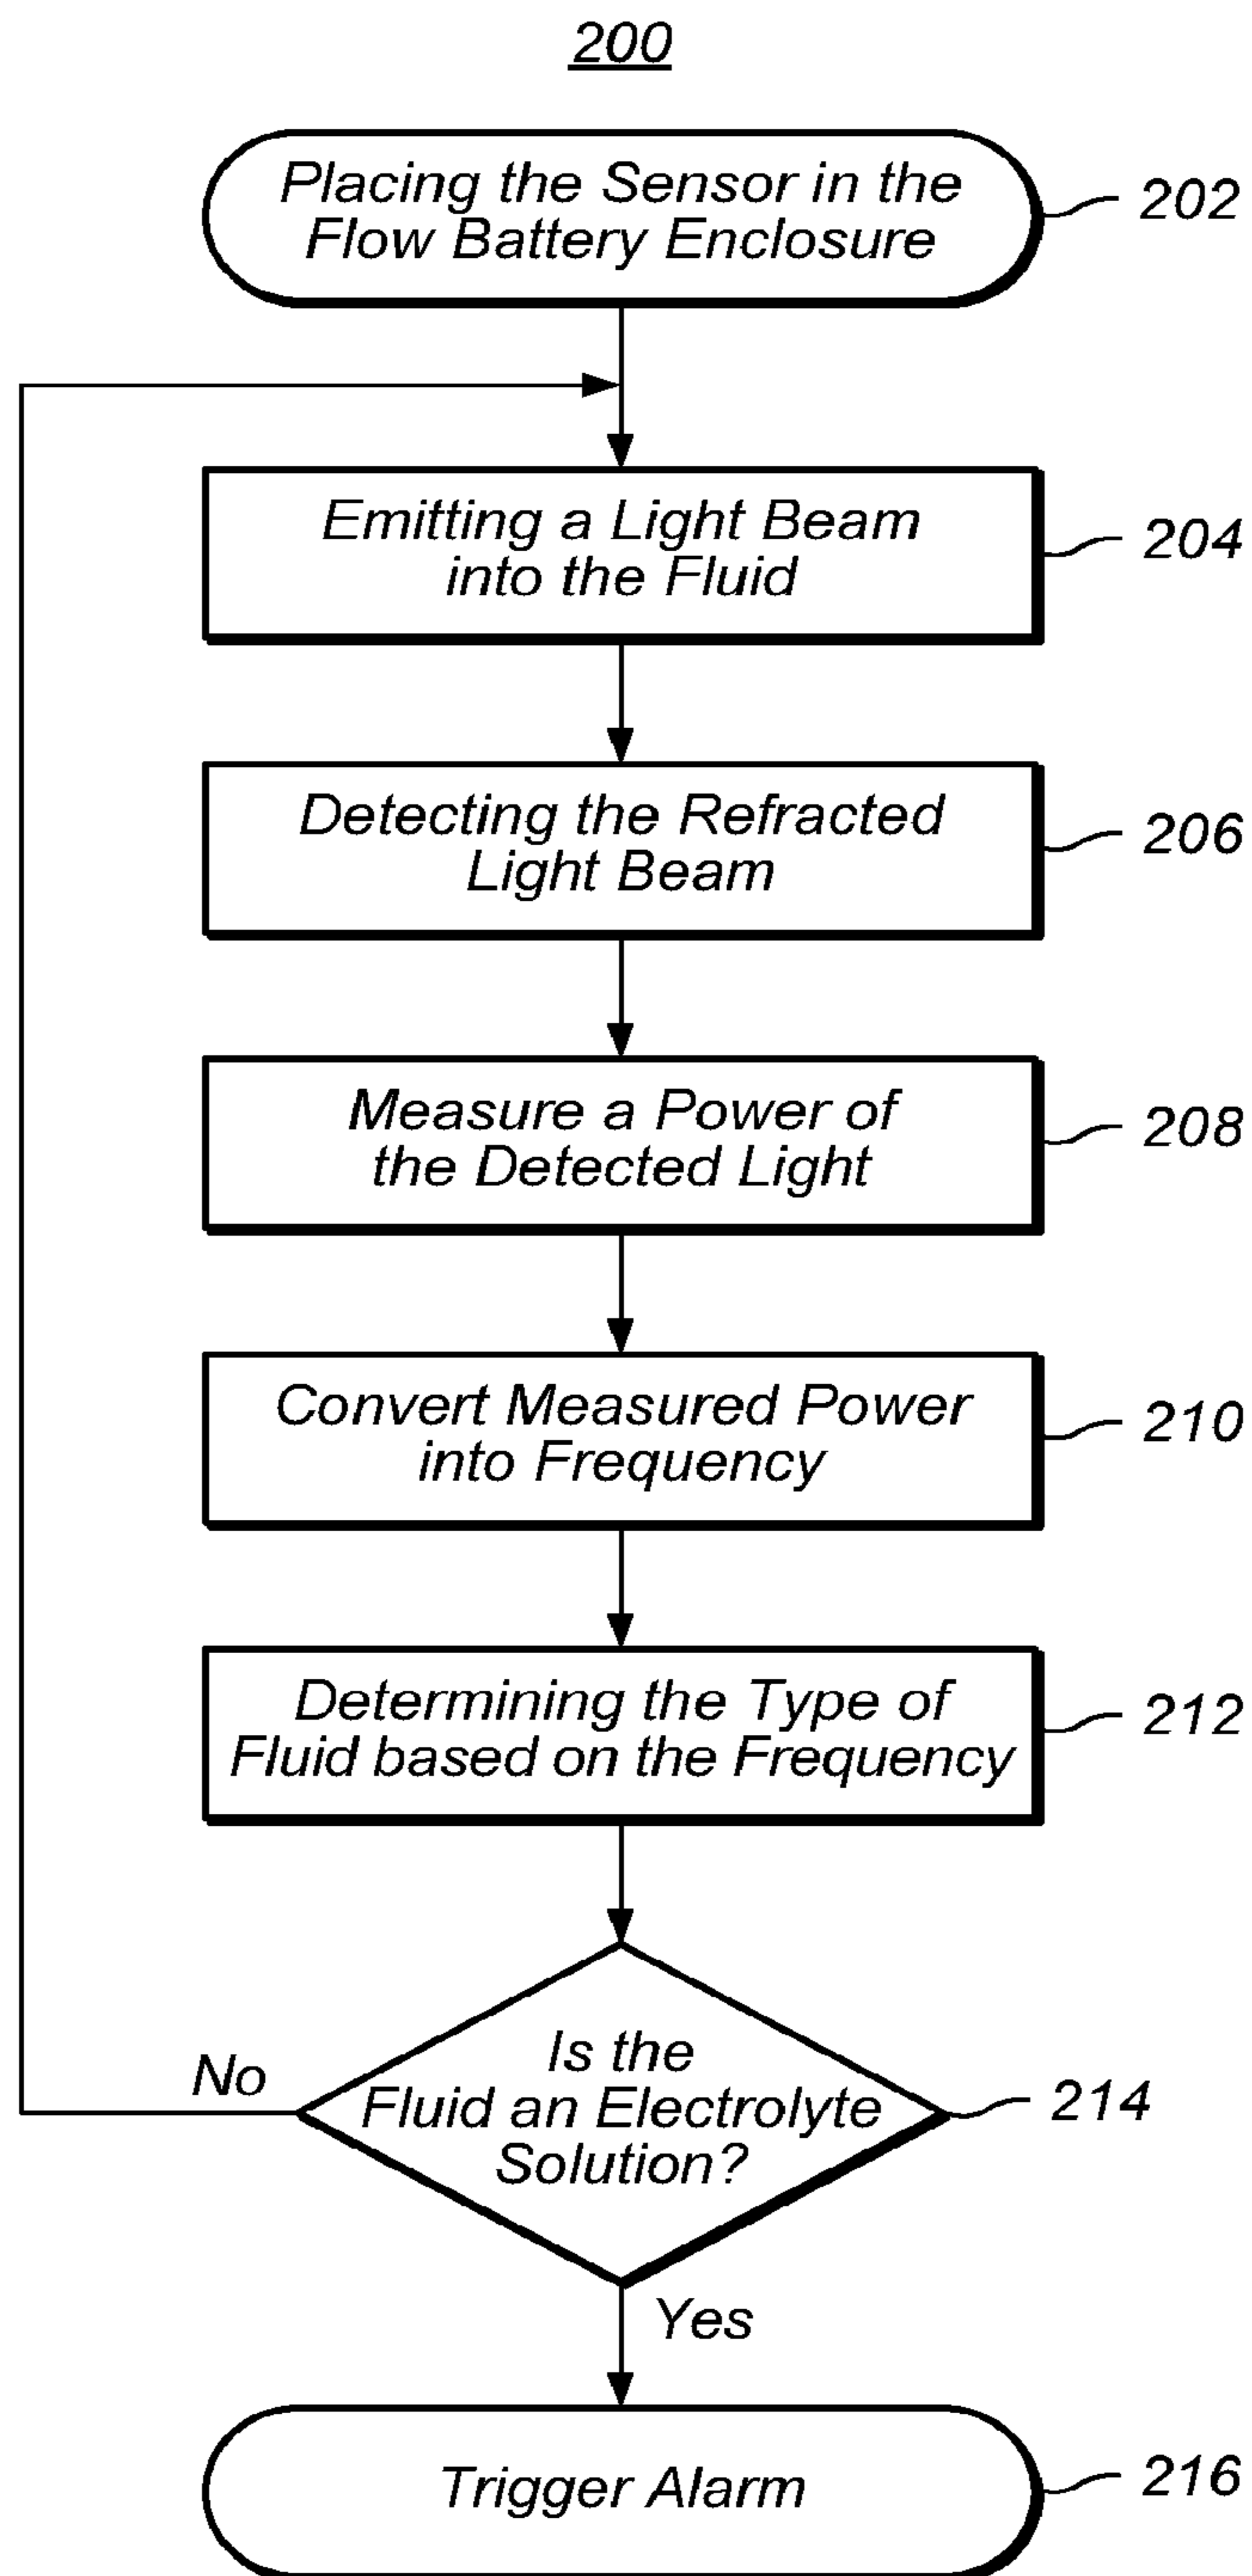 200
Placing the Sensor in the
Flow Battery Enclosure
202
Emitting a Light Beam
into the Fluid
204
Detecting the Refracted
Light Beam
206
Measure a Power of
the Detected Light
208
Convert Measured Power
into Frequency
210
Determining the Type of
Fluid based on the Frequency
212
Is the
Fluid an Electrolyte
Solution?
214
No
Yes
Trigger Alarm
216